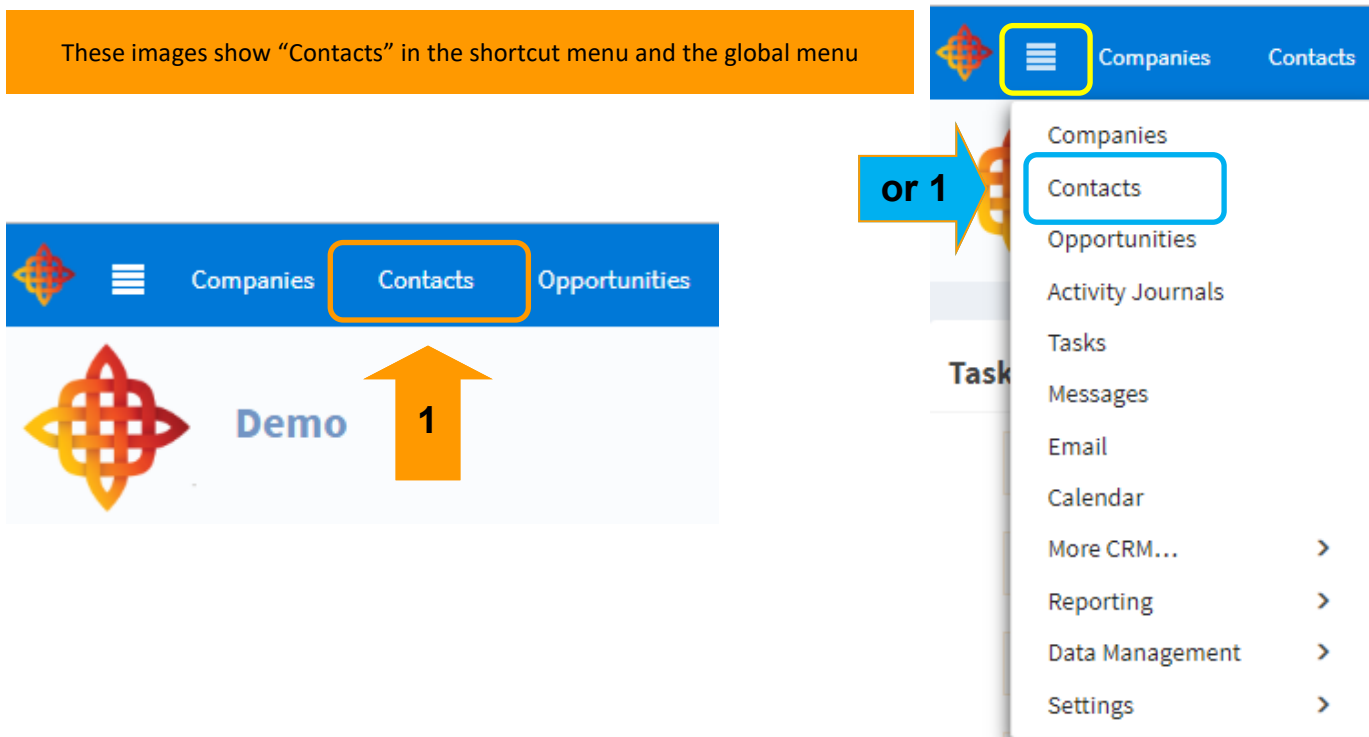 These images show “Contacts” in the shortcut menu and the global menu
Companies Contacts Opportunities
Demo
1
Companies Contacts
or 1
Companies
Contacts
Opportunities
Activity Journals
Task
Tasks
Messages
Email
Calendar
More CRM...
Reporting
Data Management
Settings